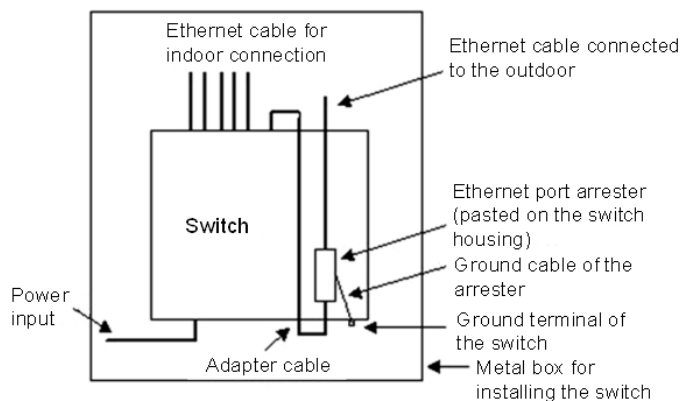 Ethernet cable for
indoor connection
Ethernet cable connected
to the outdoor
Switch
Ethernet port arrester
(pasted on the switch
housing)
Ground cable of the
arrester
Power
input
Ground terminal of
the switch
Adapter cable
Metal box for
installing the switch